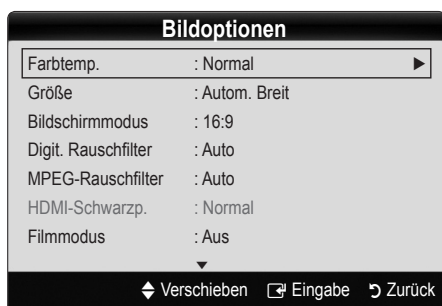 Bildoptionen
Farbtemp. : Normal
Größe : Autom. Breit
Bildschirmmodus : 16:9
Digit. Rauschfilter : Auto
MPEG-Rauschfilter : Auto
HDMI-Schwarzp. : Normal
Filmmodus : Aus
Verschieben Eingabe Zurück